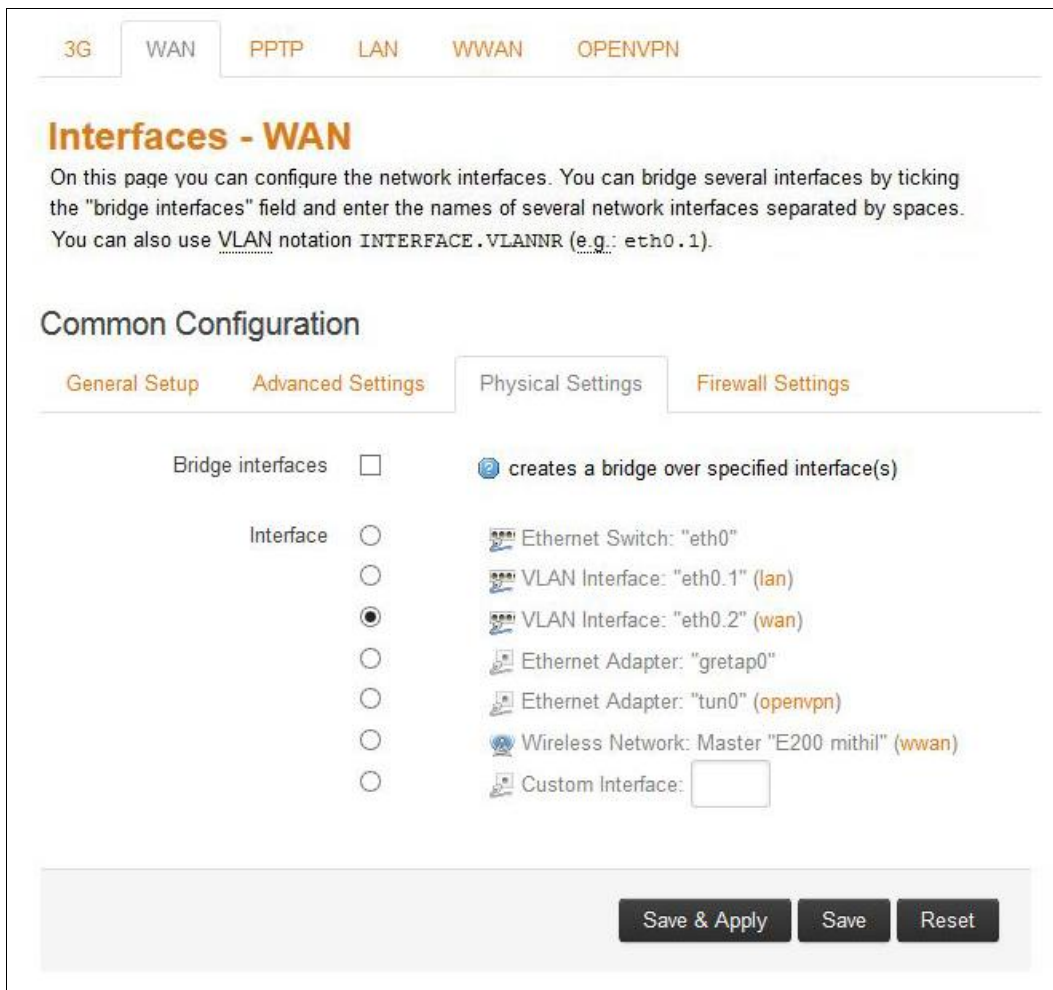 3G WAN PPTP LAN WWAN OPENVPN
Interfaces - WAN
On this page you can configure the network interfaces. You can bridge several interfaces by ticking
the "bridge interfaces" field and enter the names of several network interfaces separated by spaces.
You can also use VLAN notation INTERFACE.VLANNR (e.g.: eth0.1).
Common Configuration
General Setup Advanced Settings Physical Settings Firewall Settings
Bridge interfaces creates a bridge over specified interface(s)
Interface Ethernet Switch: "eth0"
VLAN Interface: "eth0.1" (lan)
VLAN Interface: "eth0.2" (wan)
Ethernet Adapter: "gretap0"
Ethernet Adapter: "tun0" (openvpn)
Wireless Network: Master "E200 mithil" (wwan)
Custom Interface:
Save & Apply Save Reset